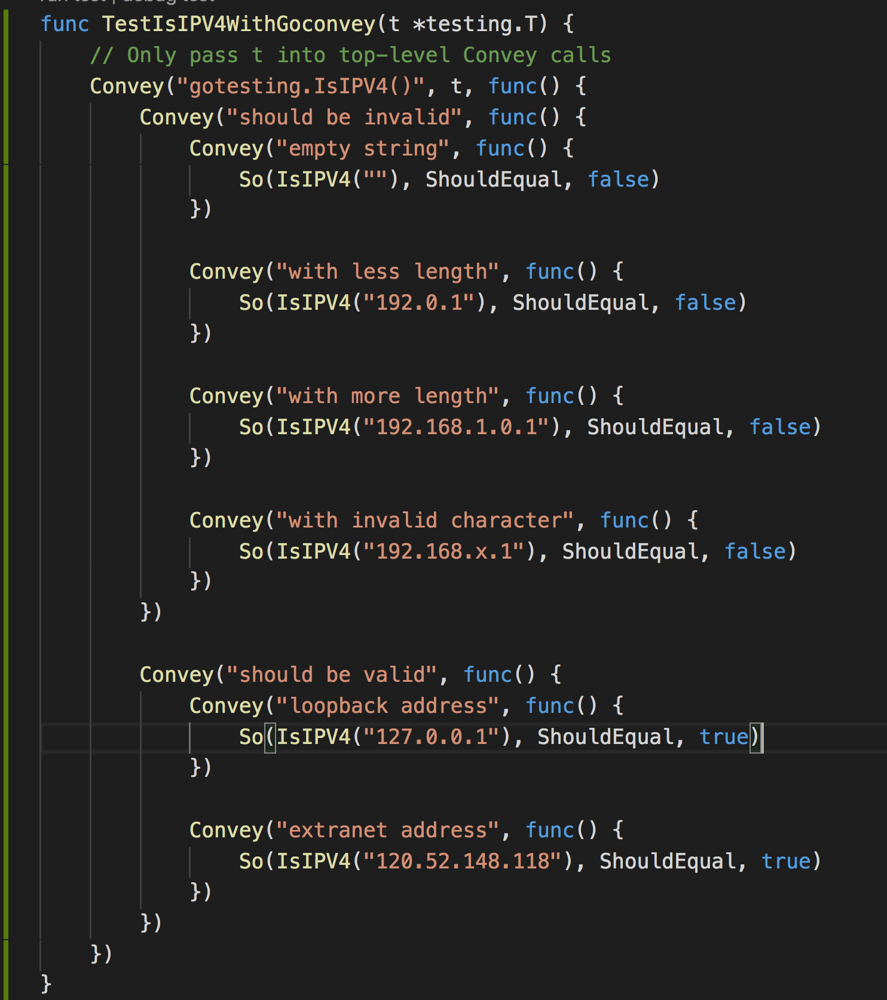 run test | debug test
func TestIsIPV4WithGoconvey(t *testing.T) {
    // Only pass t into top-level Convey calls
    Convey("gotesting.IsIPV4()", t, func() {
        Convey("should be invalid", func() {
            Convey("empty string", func() {
                So(IsIPV4(""), ShouldEqual, false)
            })

            Convey("with less length", func() {
                So(IsIPV4("192.0.1"), ShouldEqual, false)
            })

            Convey("with more length", func() {
                So(IsIPV4("192.168.1.0.1"), ShouldEqual, false)
            })

            Convey("with invalid character", func() {
                So(IsIPV4("192.168.x.1"), ShouldEqual, false)
            })
        })

        Convey("should be valid", func() {
            Convey("loopback address", func() {
                So(IsIPV4("127.0.0.1"), ShouldEqual, true)
            })

            Convey("extranet address", func() {
                So(IsIPV4("120.52.148.118"), ShouldEqual, true)
            })
        })
    })
}